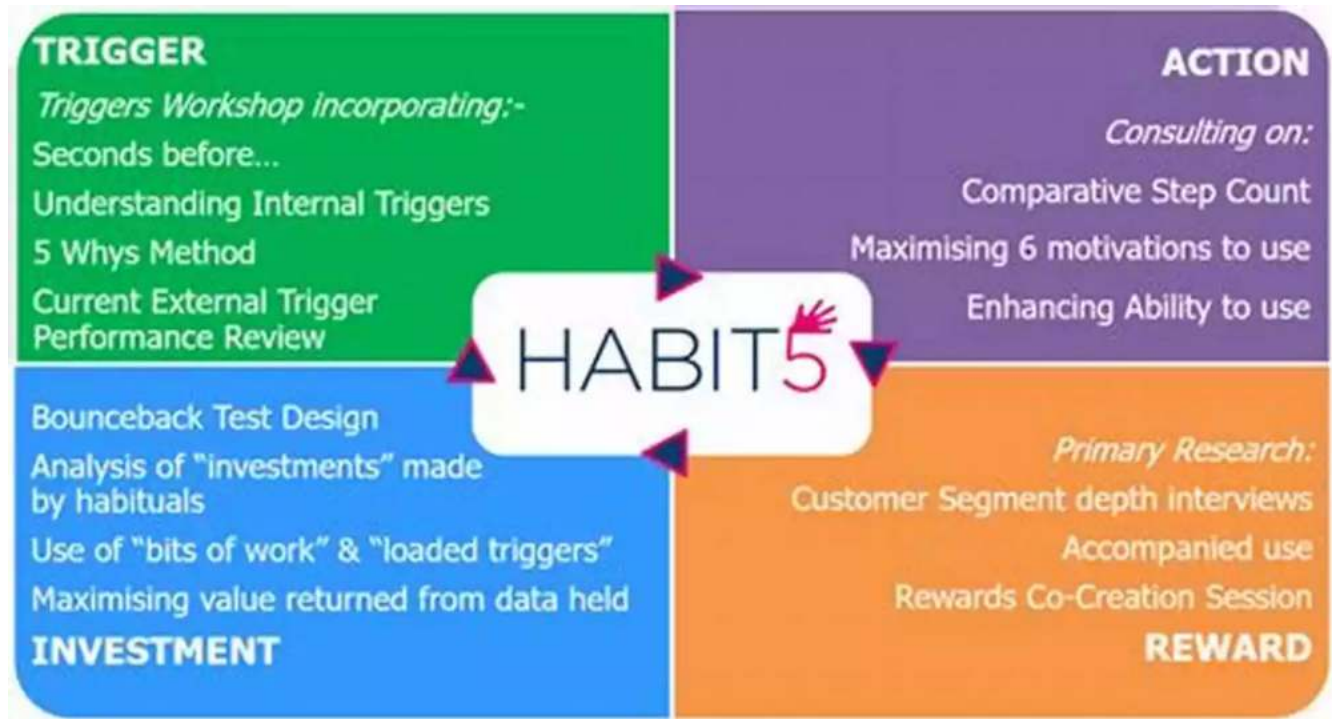 TRIGGER
Triggers Workshop incorporating:-
Seconds before...
Understanding Internal Triggers
5 Whys Method
Current External Trigger
Performance Review
ACTION
Consulting on:
Comparative Step Count
Maximising 6 motivations to use
Enhancing Ability to use
HABIT5
Bounceback Test Design
Analysis of “investments” made
by habituals
Use of “bits of work” & “loaded triggers”
Maximising value returned from data held
INVESTMENT
Primary Research:
Customer Segment depth interviews
Accompanied use
Rewards Co-Creation Session
REWARD